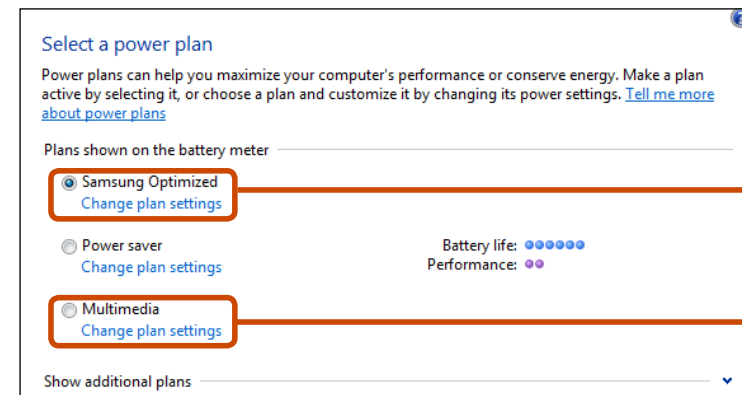 Select a power plan
Power plans can help you maximize your computer's performance or conserve energy. Make a plan
active by selecting it, or choose a plan and customize it by changing its power settings. Tell me more
about power plans
Plans shown on the battery meter
Samsung Optimized
Change plan settings
Power saver Battery life:
Change plan settings Performance:
Multimedia
Change plan settings
Show additional plans